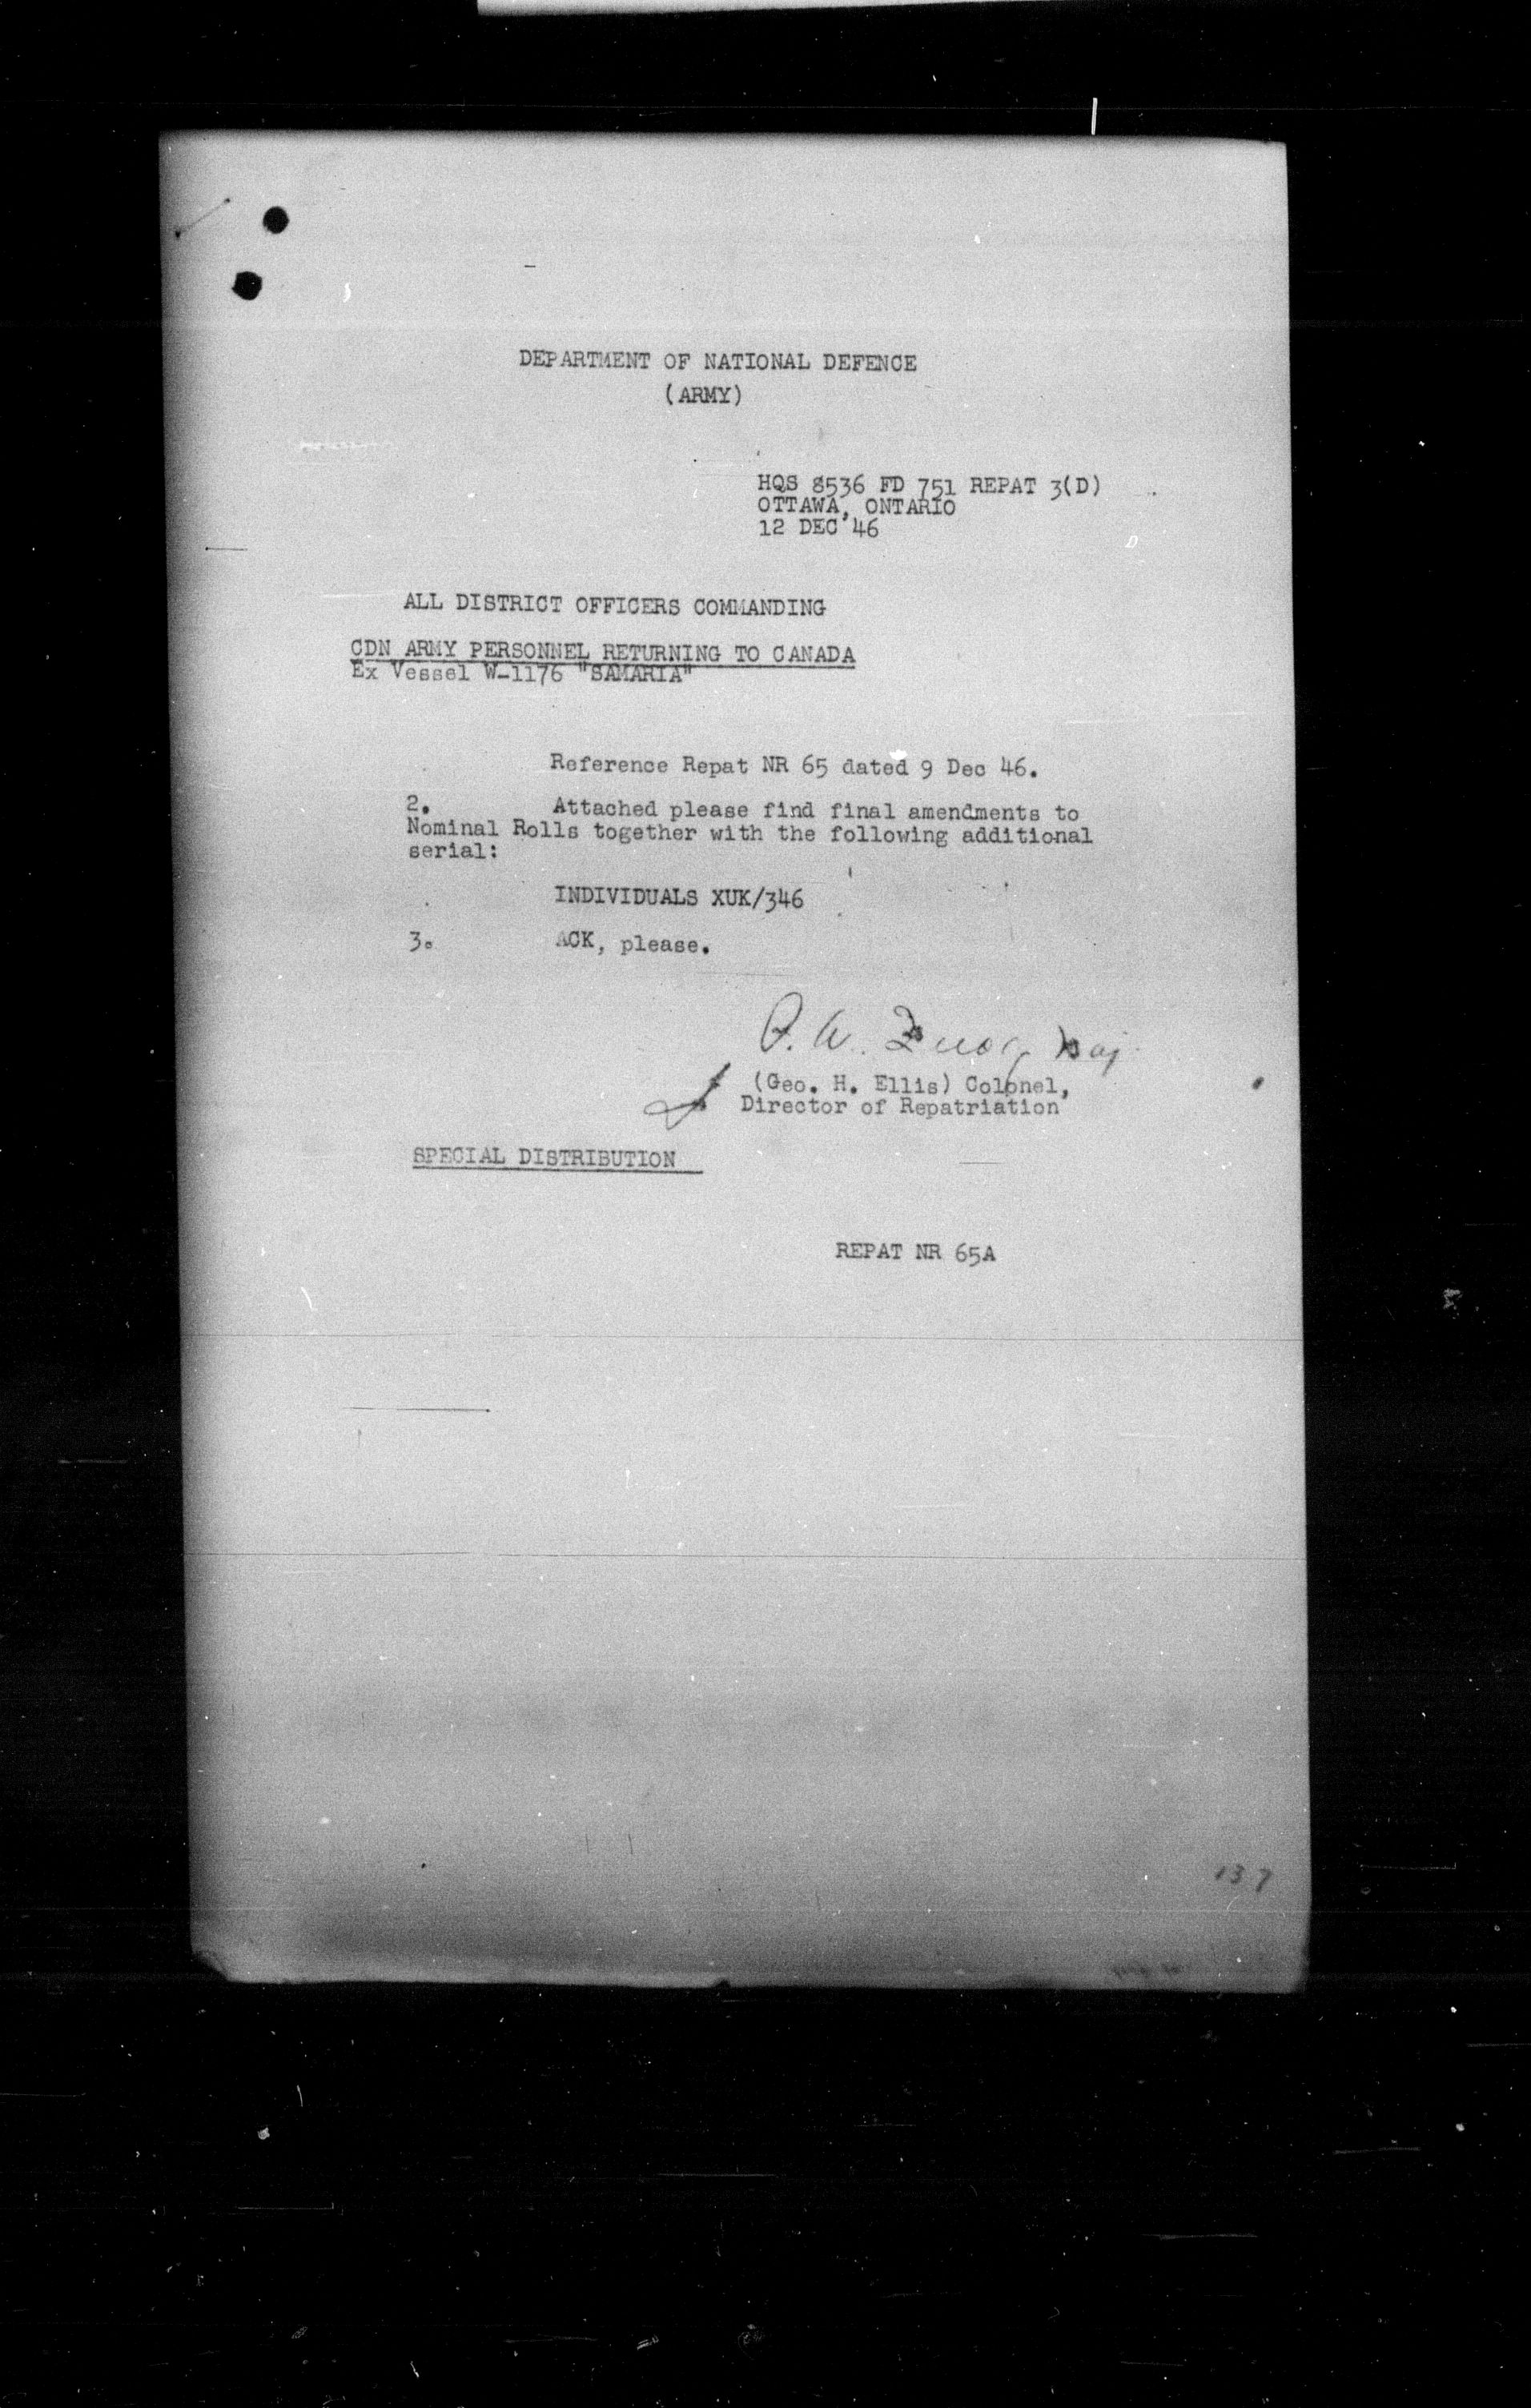 DEPARTMENT OF NATIONAL DEFENCE
(ARMY)
HQS 8536 FD 751 REPAT 3(D)
OTTAWA, ONTARIO
12 DEC 46
ALL DISTRICT OFFICERS COMMANDING
CDN ARMY PERSONNEL RETURNING TO CANADA
Ex Vessel W-1176 "SAMARIA"
Reference Repat NR 65 dated 9 Dec 46.
2. Attached please find final amendments to
Nominal Rolls together with the following additional
serial:
INDIVIDUALS XUK/346
3. ACK, please.
(Geo. H. Ellis) Colonel,
Director of Repatriation
SPECIAL DISTRIBUTION
REPAT NR 65A
137